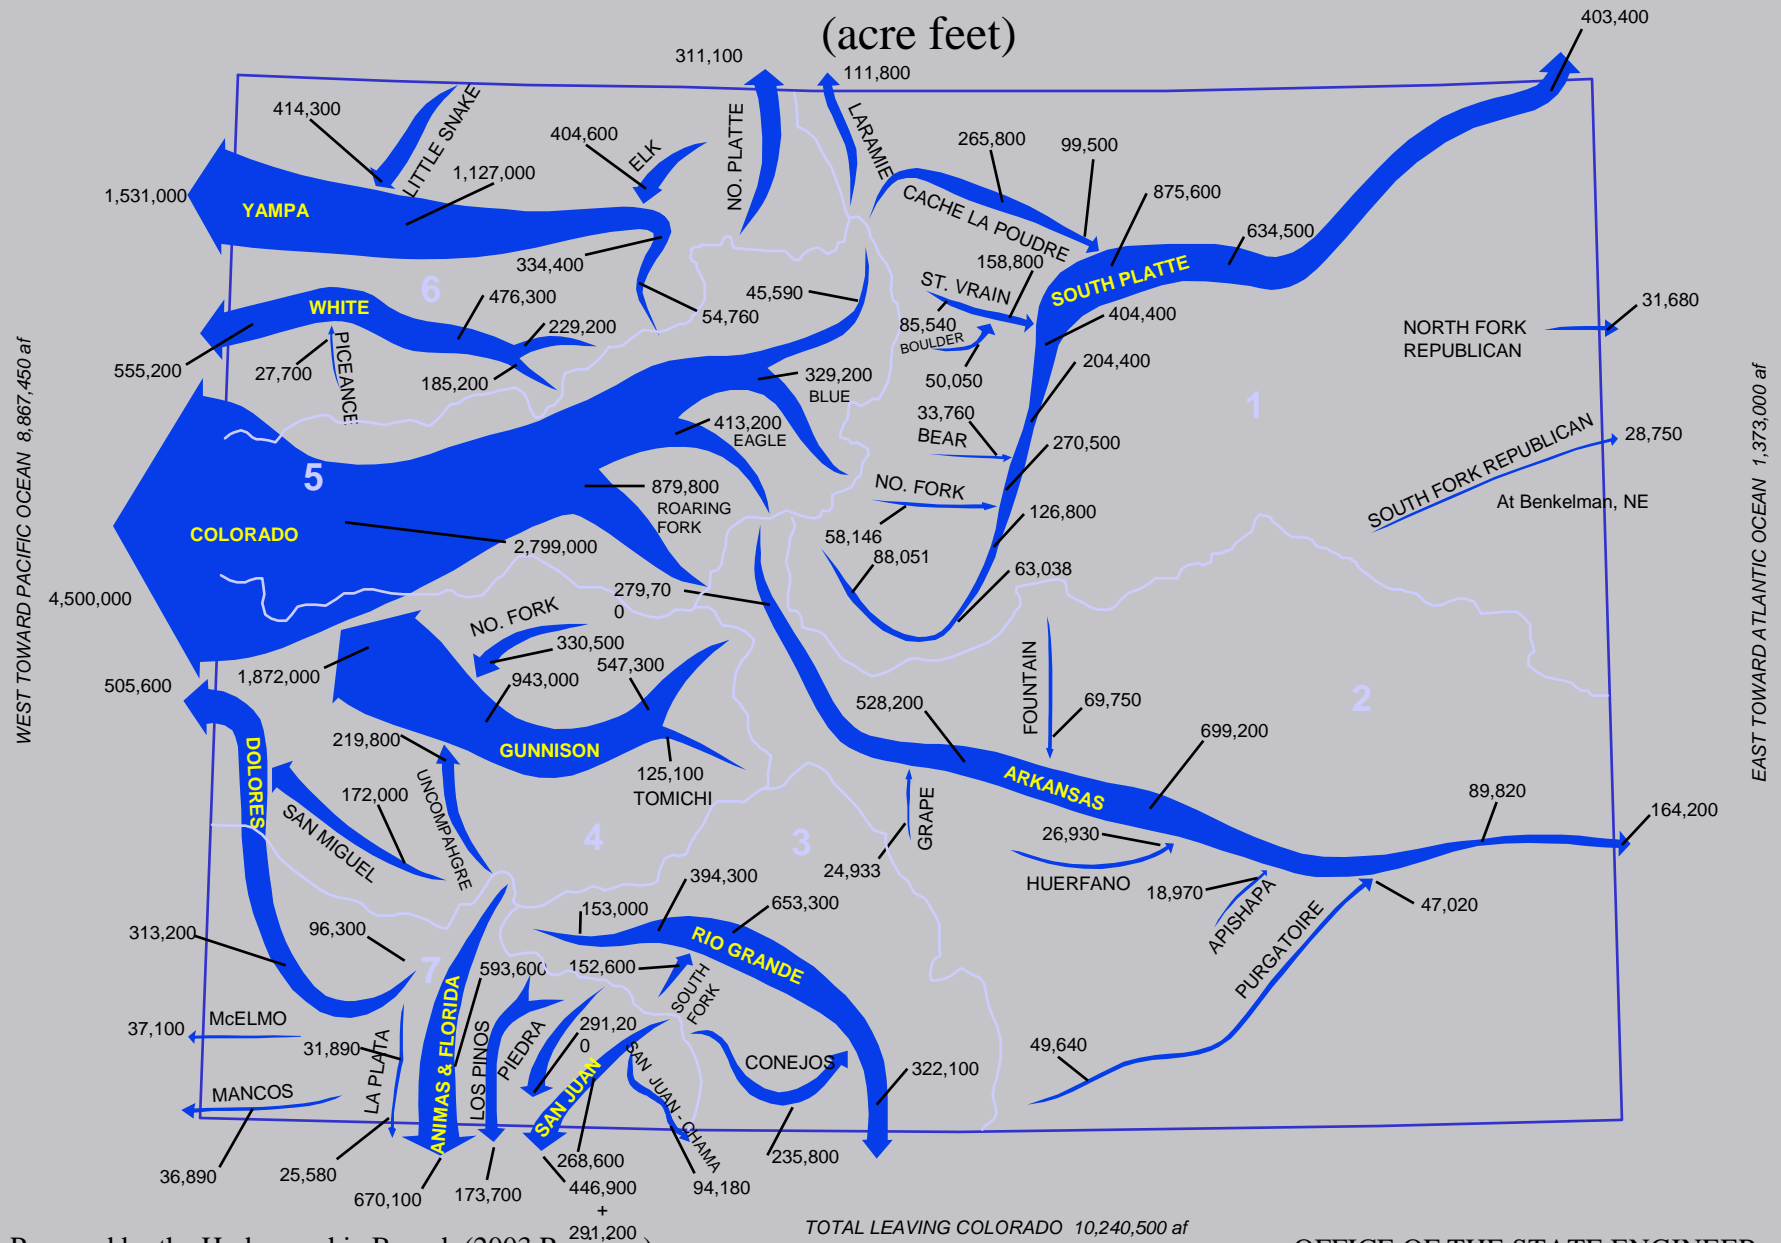 (acre feet)
403,400
311,100
111,800
414,300
LITTLE SNAKE
404,600
ELK
NO. PLATTE
LARAMIE
265,800
99,500
1,127,000
1,531,000
YAMPA
CACHE LA POUDRE
875,600
634,500
334,400
158,800
SOUTH PLATTE
6
476,300
45,590
ST. VRAIN
54,760
WHITE
229,200
85,540
BOULDER
404,400
31,680
NORTH FORK
REPUBLICAN
555,200
27,700
PICEANCE
185,200
329,200
BLUE
50,050
204,400
33,760
BEAR
1
413,200
EAGLE
270,500
28,750
SOUTH FORK REPUBLICAN
At Benkelman, NE
WEST TOWARD PACIFIC OCEAN 8,867,450 af
EAST TOWARD ATLANTIC OCEAN 1,373,000 af
5
879,800
ROARING
FORK
NO. FORK
126,800
COLORADO
2,799,000
58,146
88,051
63,038
4,500,000
279,70
0
NO. FORK
330,500
547,300
1,872,000
943,000
505,600
FOUNTAIN
69,750
2
528,200
699,200
219,800
GUNNISON
DOLORES
125,100
TOMICHI
ARKANSAS
172,000
UNCOMPAHGRE
SAN MIGUEL
GRAPE
89,820
164,200
4
3
26,930
24,933
HUERFANO
18,970
APISHAPA
47,020
394,300
653,300
153,000
RIO GRANDE
313,200
96,300
7
593,600
152,600
SOUTH
FORK
PURGATOIRE
McELMO
37,100
31,890
LA PLATA
ANIMAS & FLORIDA
LOS PINOS
PIEDRA
291,20
0
SAN JUAN
SAN JUAN - CHAMA
CONEJOS
322,100
49,640
MANCOS
36,890
25,580
670,100
173,700
268,600
446,900
+
291,200
94,180
235,800
TOTAL LEAVING COLORADO 10,240,500 af
OFFICE OF THE STATE ENGINEER